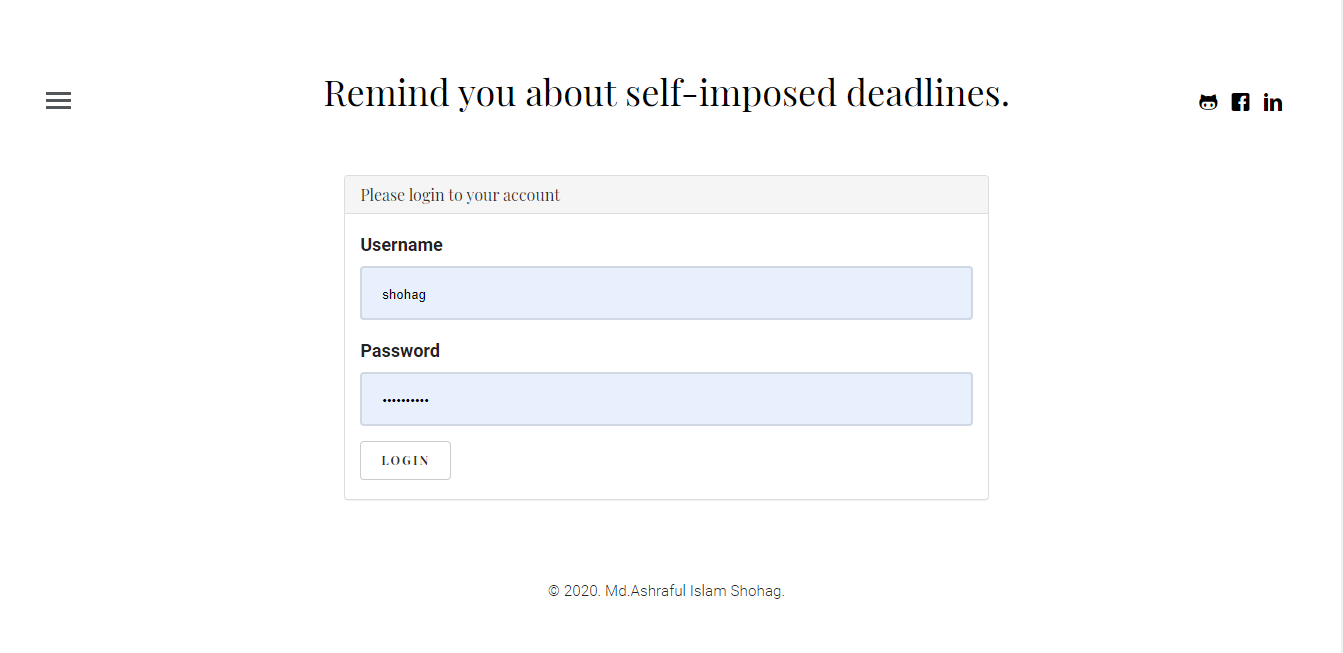 Remind you about self-imposed deadlines.
Please login to your account
Username
shohag
Password
LOGIN
© 2020. Md.Ashraful Islam Shohag.